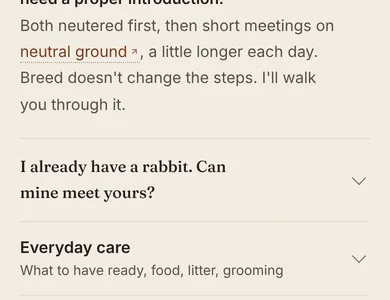 need a proper introduction.
Both neutered first, then short meetings on
neutral ground ↗, a little longer each day.
Breed doesn't change the steps. I'll walk
you through it.
I already have a rabbit. Can
mine meet yours?
Everyday care
What to have ready, food, litter, grooming